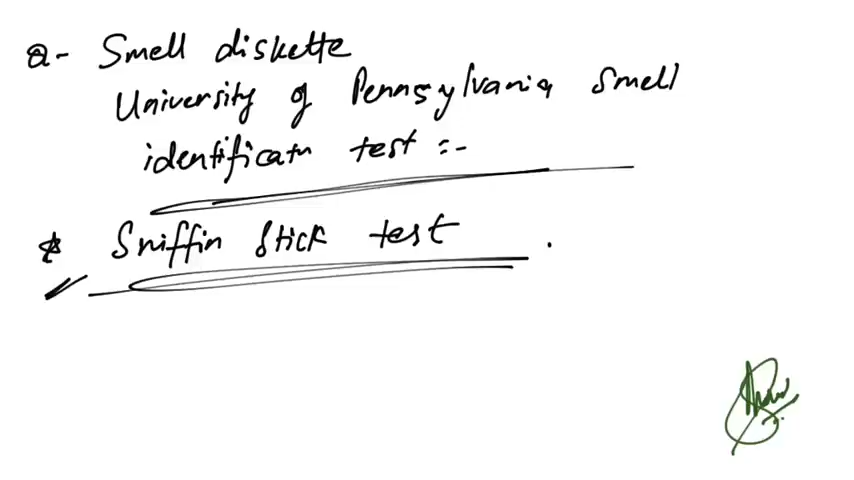 Q- Smell diskette
University of Pennsylvania Smell
identificatn test :-
* Sniffin Stick test .